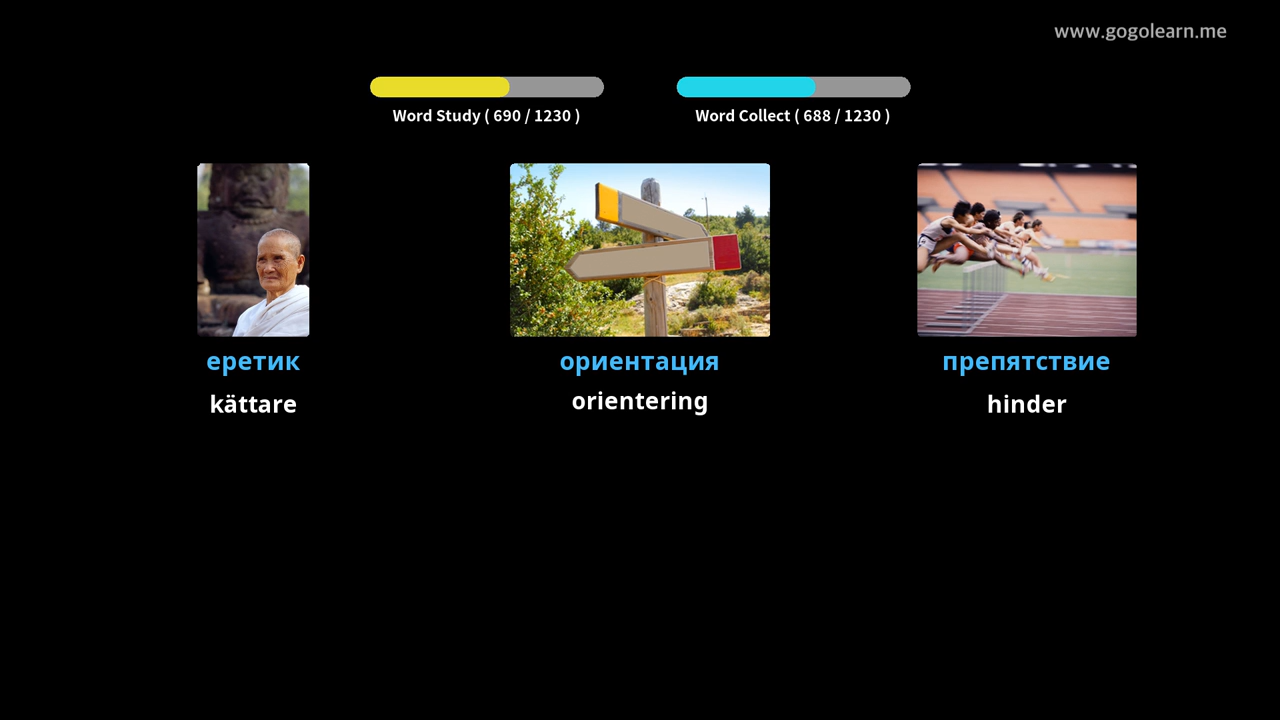 www.gogolearn.me
Word Study ( 690 / 1230 )
Word Collect ( 688 / 1230 )
еретик
ориентация
препятствие
kättare
orientering
hinder